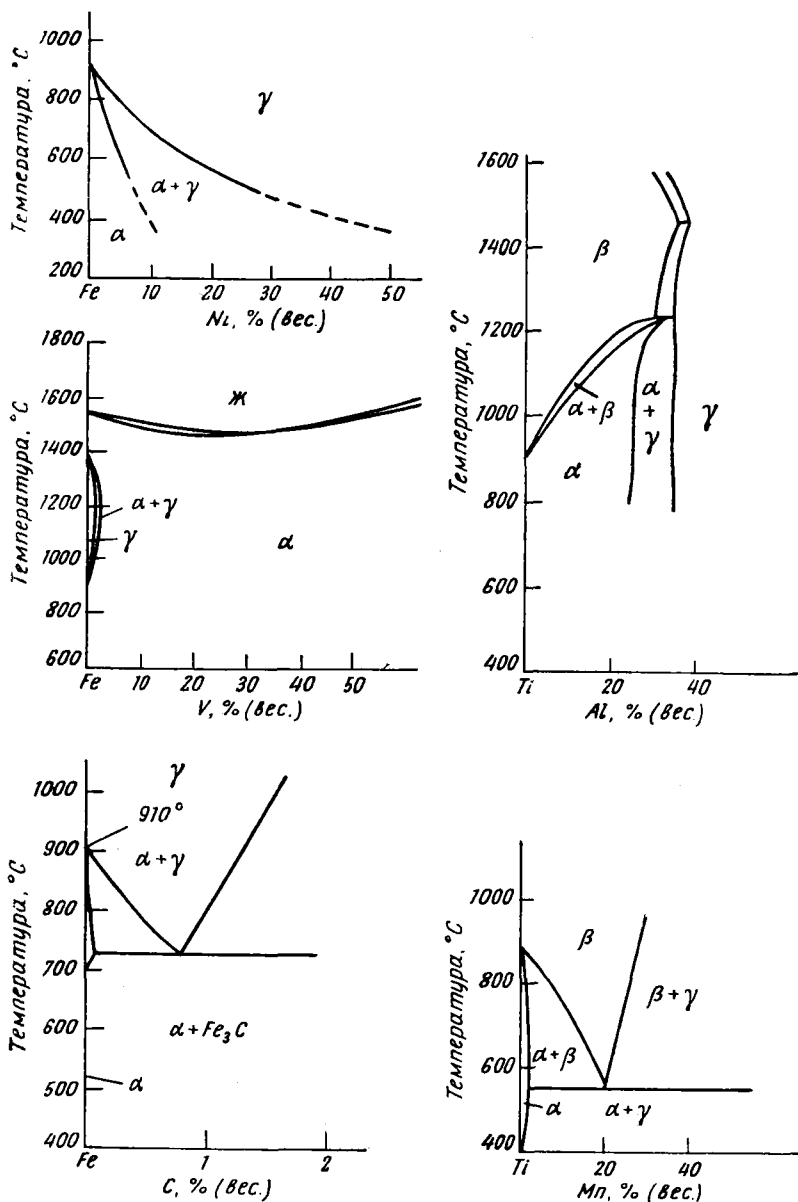 Температура. °С
1000
800
600
400
200
γ
α + γ
α
Fe
10
20
30
40
50
Ni, % (вес.)
Температура, °С
1800
1600
1400
1200
1000
800
600
Ж
α + γ
γ
α
Fe
10
20
30
40
50
V, % (вес.)
Температура, °С
1600
1400
1200
1000
800
600
400
β
α + β
α
+
γ
γ
α
Ti
20
40
Al, % (вес.)
Температура, °С
1000
900
800
700
600
500
400
γ
910°
α + γ
α + Fe₃C
α
Fe
1
2
C, % (вес.)
Температура, °С
1000
800
600
400
β
β + γ
α + β
α
α + γ
Ti
20
40
Mn, % (вес.)